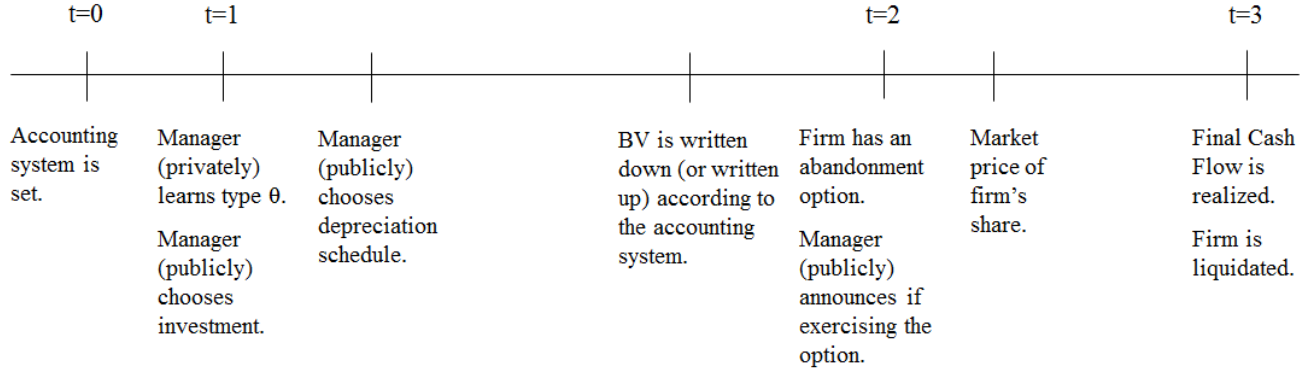 t=0
t=1
t=2
t=3
Accounting
system is
set.
Manager
(privately)
learns type θ.
Manager
(publicly)
chooses
investment.
Manager
(publicly)
chooses
depreciation
schedule.
BV is written
down (or written
up) according to
the accounting
system.
Firm has an
abandonment
option.
Manager
(publicly)
announces if
exercising the
option.
Market
price of
firm's
share.
Final Cash
Flow is
realized.
Firm is
liquidated.